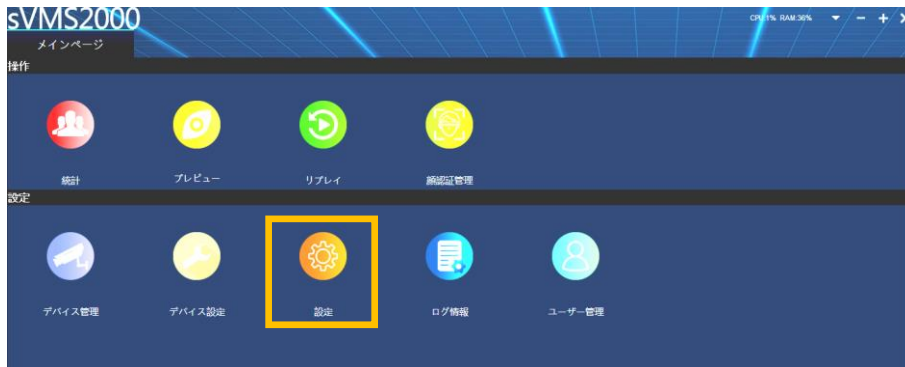 sVMS2000
CPU:1% RAM:36%
メインページ
操作
統計
プレビュー
リプレイ
顔認証管理
設定
デバイス管理
デバイス設定
設定
ログ情報
ユーザー管理